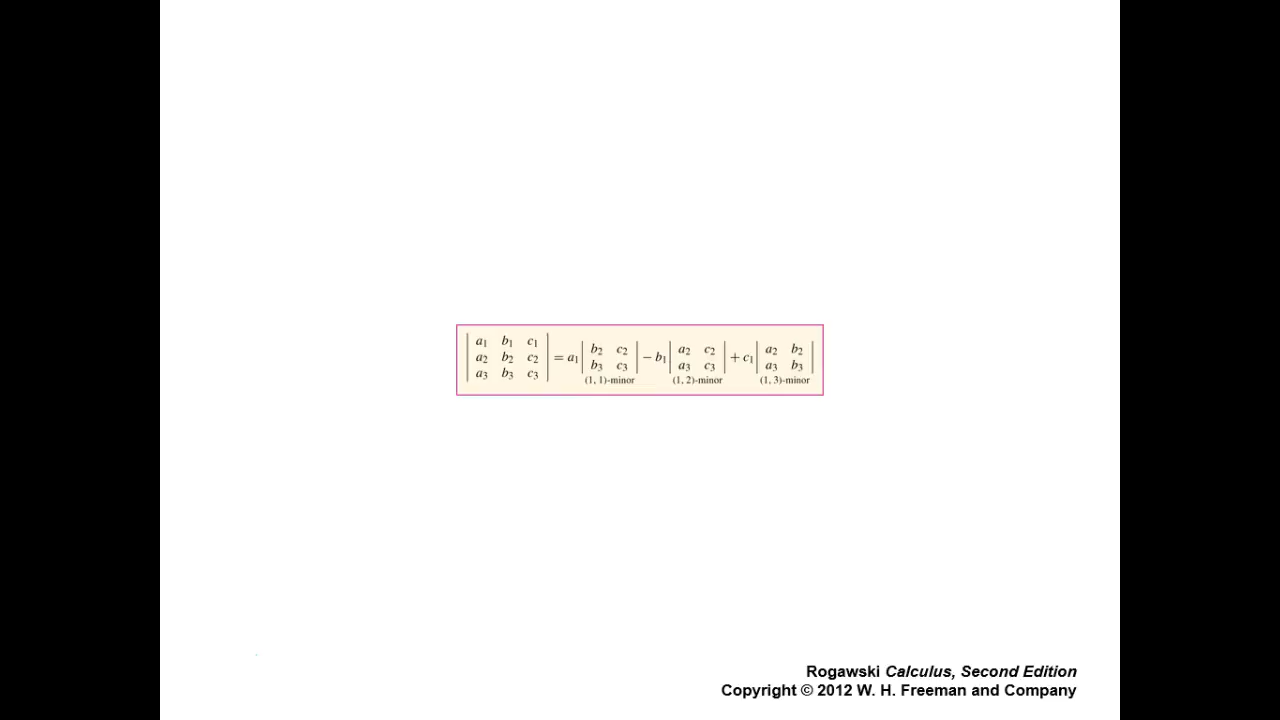 | a₁ b₁ c₁ |
| a₂ b₂ c₂ | = a₁ | b₂ c₂ | − b₁ | a₂ c₂ | + c₁ | a₂ b₂ |
| a₃ b₃ c₃ | | b₃ c₃ | | a₃ c₃ | | a₃ b₃ |
(1, 1)-minor (1, 2)-minor (1, 3)-minor
Rogawski Calculus, Second Edition
Copyright © 2012 W. H. Freeman and Company